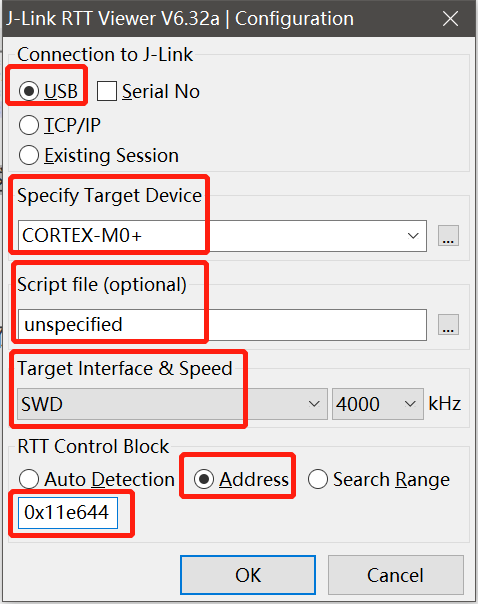 J-Link RTT Viewer V6.32a | Configuration
Connection to J-Link
USB Serial No
TCP/IP
Existing Session
Specify Target Device
CORTEX-M0+ ...
Script file (optional)
unspecified ...
Target Interface & Speed
SWD 4000 kHz
RTT Control Block
Auto Detection Address Search Range
0x11e644
OK Cancel